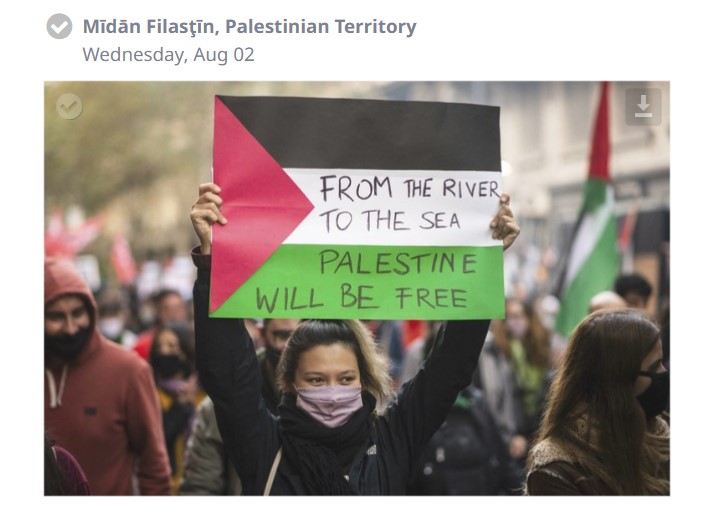 Mīdān Filasţīn, Palestinian Territory
Wednesday, Aug 02
FROM THE RIVER
TO THE SEA
PALESTINE
WILL BE FREE